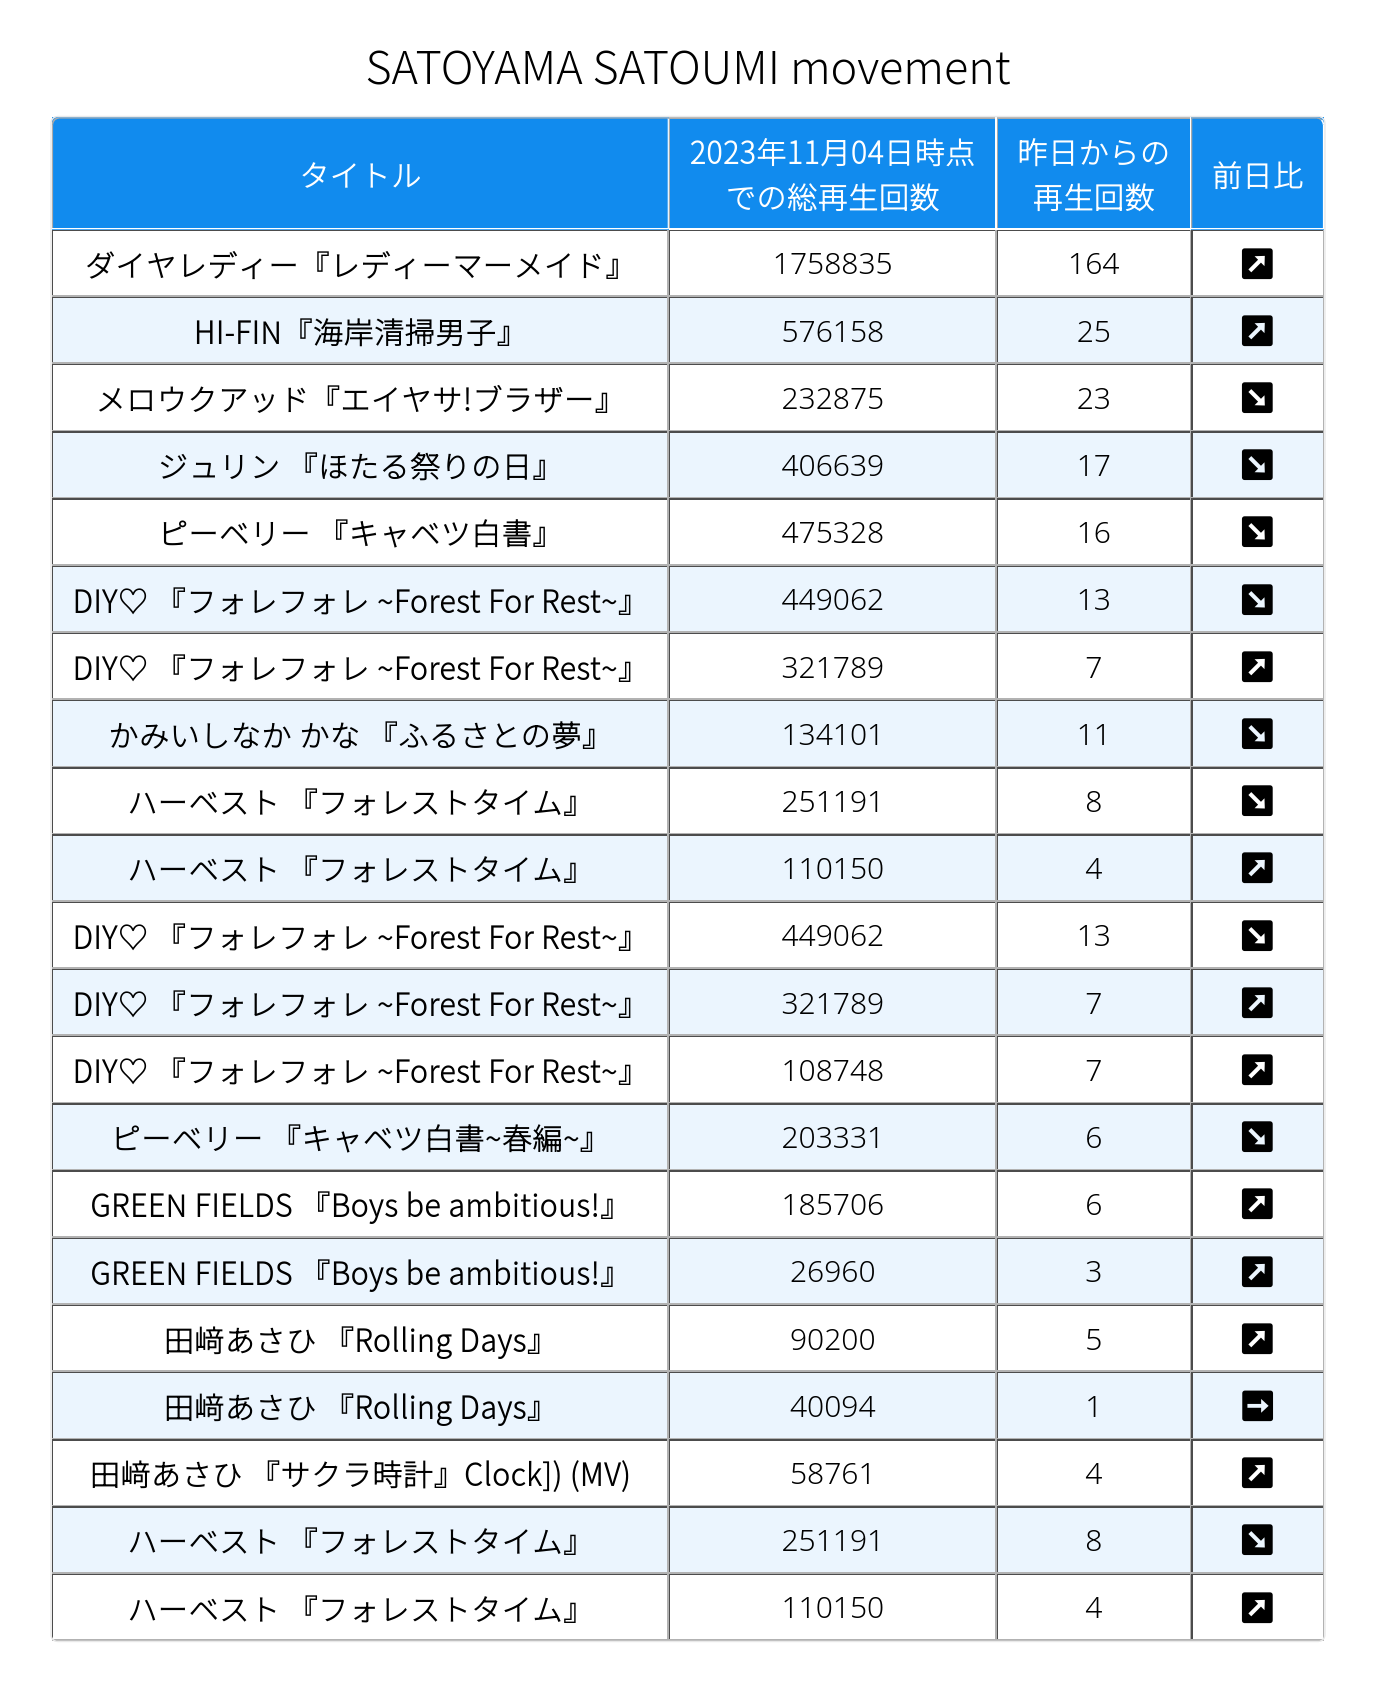 SATOYAMA SATOUMI movement
タイトル 2023年11月04日時点での総再生回数 昨日からの再生回数 前日比
ダイヤレディー『レディーマーメイド』 1758835 164 ↗
HI-FIN『海岸清掃男子』 576158 25 ↗
メロウクアッド『エイヤサ!ブラザー』 232875 23 ↘
ジュリン 『ほたる祭りの日』 406639 17 ↘
ピーベリー 『キャベツ白書』 475328 16 ↘
DIY♡ 『フォレフォレ ~Forest For Rest~』 449062 13 ↘
DIY♡ 『フォレフォレ ~Forest For Rest~』 321789 7 ↗
かみいしなか かな 『ふるさとの夢』 134101 11 ↘
ハーベスト 『フォレストタイム』 251191 8 ↘
ハーベスト 『フォレストタイム』 110150 4 ↗
DIY♡ 『フォレフォレ ~Forest For Rest~』 449062 13 ↘
DIY♡ 『フォレフォレ ~Forest For Rest~』 321789 7 ↗
DIY♡ 『フォレフォレ ~Forest For Rest~』 108748 7 ↗
ピーベリー 『キャベツ白書~春編~』 203331 6 ↘
GREEN FIELDS 『Boys be ambitious!』 185706 6 ↗
GREEN FIELDS 『Boys be ambitious!』 26960 3 ↗
田﨑あさひ 『Rolling Days』 90200 5 ↗
田﨑あさひ 『Rolling Days』 40094 1 →
田﨑あさひ 『サクラ時計』Clock]) (MV) 58761 4 ↗
ハーベスト 『フォレストタイム』 251191 8 ↘
ハーベスト 『フォレストタイム』 110150 4 ↗